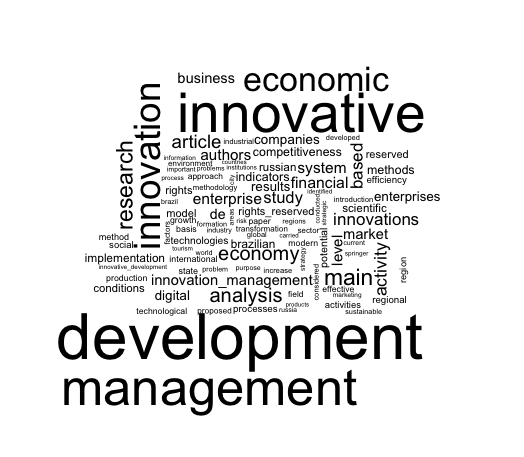 business economic
innovative
innovation
research
article industrial companies developed
information authors competitiveness based reserved
environment countries
important problems institutions russian system methods
process approach indicators financial efficiency
rights methodology results identified
brazil enterprise study introduction enterprises
model de areas city rights_reserved conducted strategic scientific
growth formation risk paper regions innovations
factors basis industry transformation sector potential level market
method technologies global carried
social tourism brazilian modern current activity
implementation international world economy strategy springer
innovative_development state problem purpose increase main region
production innovation_management considered effective
conditions digital analysis field marketing regional
products activities
technological proposed processes russia sustainable
development
management